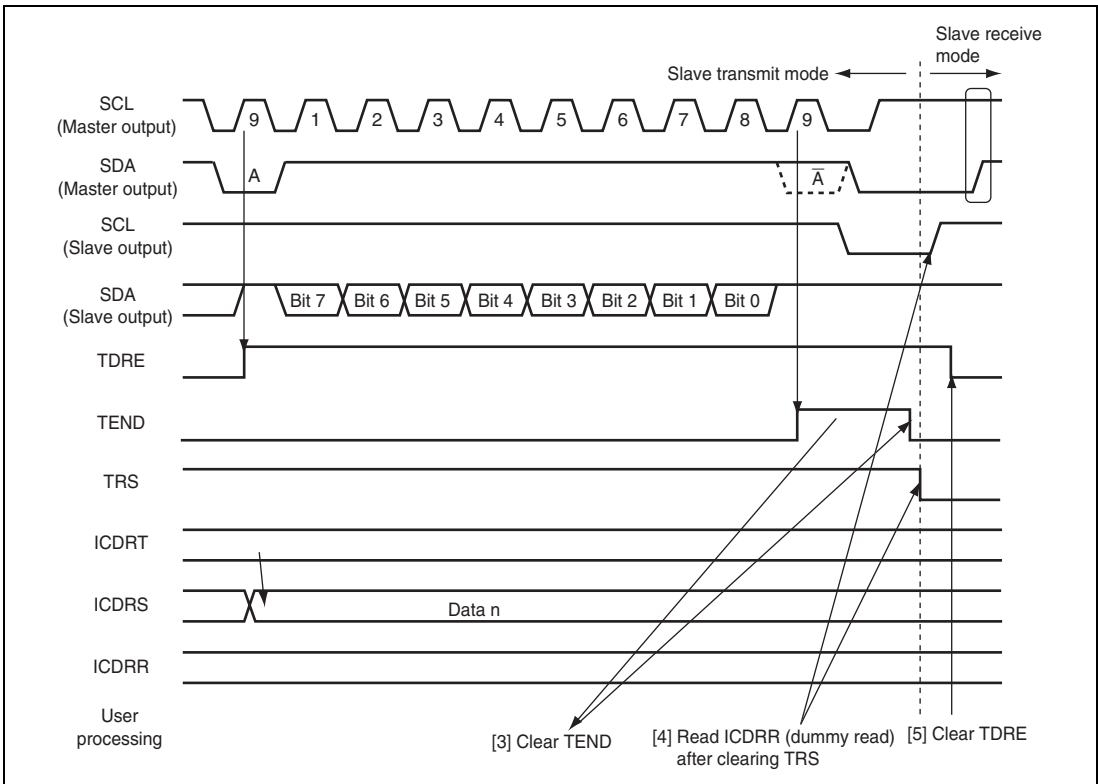 Slave receive
mode
Slave transmit mode
SCL
(Master output)
9 1 2 3 4 5 6 7 8 9
SDA
(Master output)
A A̅
SCL
(Slave output)
SDA
(Slave output)
Bit 7 Bit 6 Bit 5 Bit 4 Bit 3 Bit 2 Bit 1 Bit 0
TDRE
TEND
TRS
ICDRT
ICDRS
Data n
ICDRR
User
processing
[3] Clear TEND
[4] Read ICDRR (dummy read)
after clearing TRS
[5] Clear TDRE